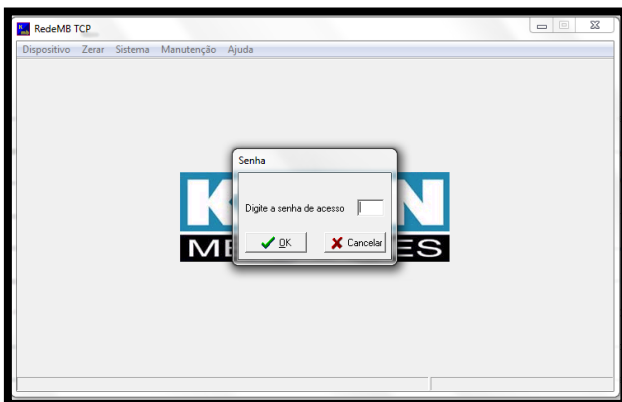 RedeMB TCP
Dispositivo Zerar Sistema Manutenção Ajuda
Senha
Digite a senha de acesso
OK
Cancelar